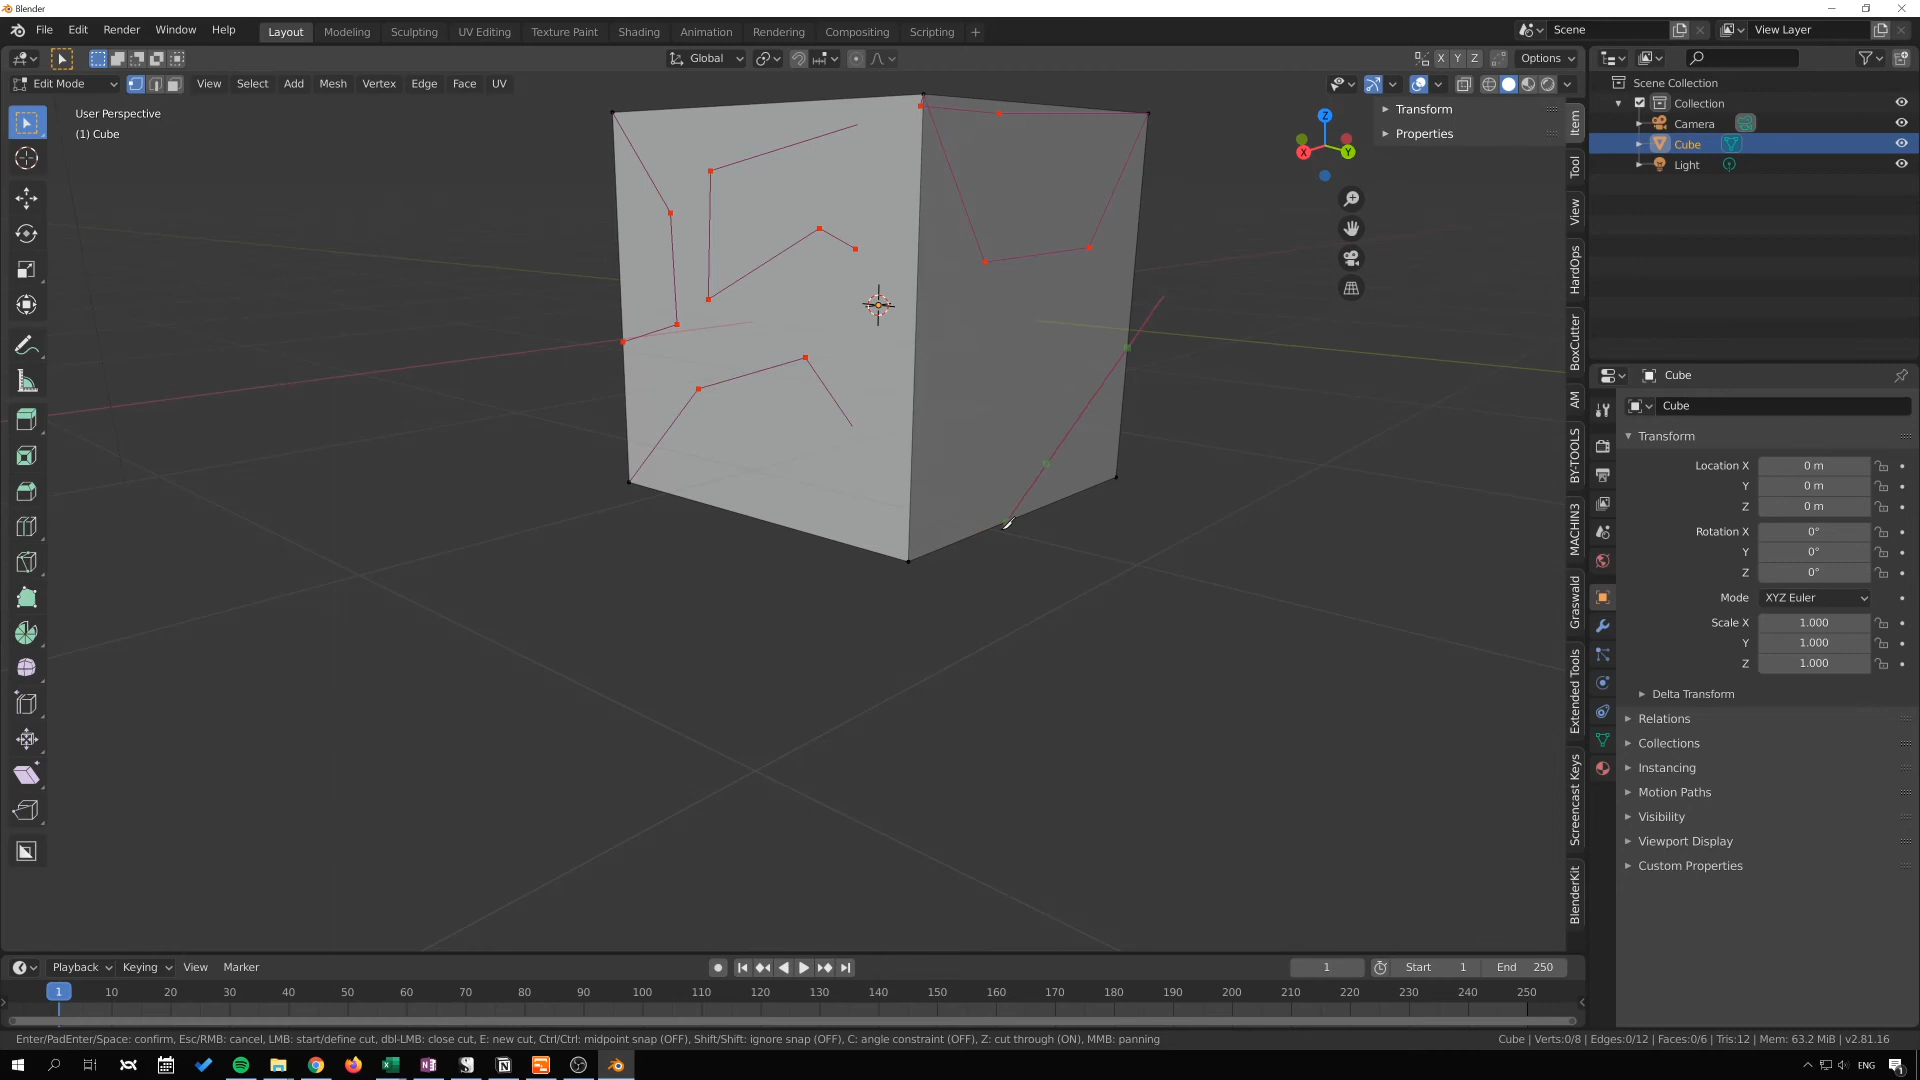 Blender
File Edit Render Window Help Layout Modeling Sculpting UV Editing Texture Paint Shading Animation Rendering Compositing Scripting + Scene View Layer
Global X Y Z Options
Edit Mode View Select Add Mesh Vertex Edge Face UV
User Perspective
(1) Cube
Transform
Properties
Z
X Y
Item
Tool
View
HardOps
BoxCutter
AM
BY-TOOLS
MACHIN3
Graswald
Extended Tools
Screencast Keys
BlenderKit
Scene Collection
Collection
Camera
Cube
Light
Cube
Cube
Transform
Location X 0 m
Y 0 m
Z 0 m
Rotation X 0°
Y 0°
Z 0°
Mode XYZ Euler
Scale X 1.000
Y 1.000
Z 1.000
Delta Transform
Relations
Collections
Instancing
Motion Paths
Visibility
Viewport Display
Custom Properties
Playback Keying View Marker 1 Start 1 End 250
1 10 20 30 40 50 60 70 80 90 100 110 120 130 140 150 160 170 180 190 200 210 220 230 240 250
Enter/PadEnter/Space: confirm, Esc/RMB: cancel, LMB: start/define cut, dbl-LMB: close cut, E: new cut, Ctrl/Ctrl: midpoint snap (OFF), Shift/Shift: ignore snap (OFF), C: angle constraint (OFF), Z: cut through (ON), MMB: panning
Cube | Verts:0/8 | Edges:0/12 | Faces:0/6 | Tris:12 | Mem: 63.2 MiB | v2.81.16
ENG